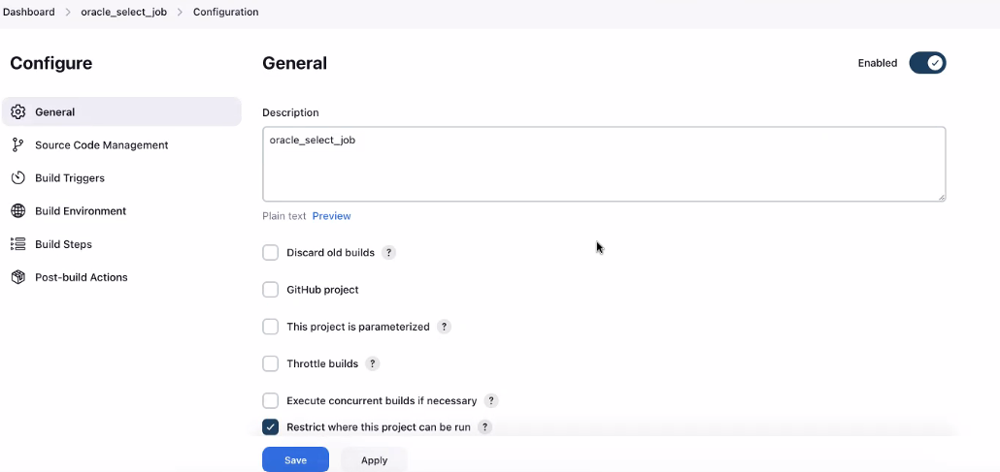 Dashboard > oracle_select_job > Configuration
Configure
General
Source Code Management
Build Triggers
Build Environment
Build Steps
Post-build Actions
General
Enabled
Description
oracle_select_job
Plain text Preview
Discard old builds ?
GitHub project
This project is parameterized ?
Throttle builds ?
Execute concurrent builds if necessary ?
Restrict where this project can be run ?
Save Apply